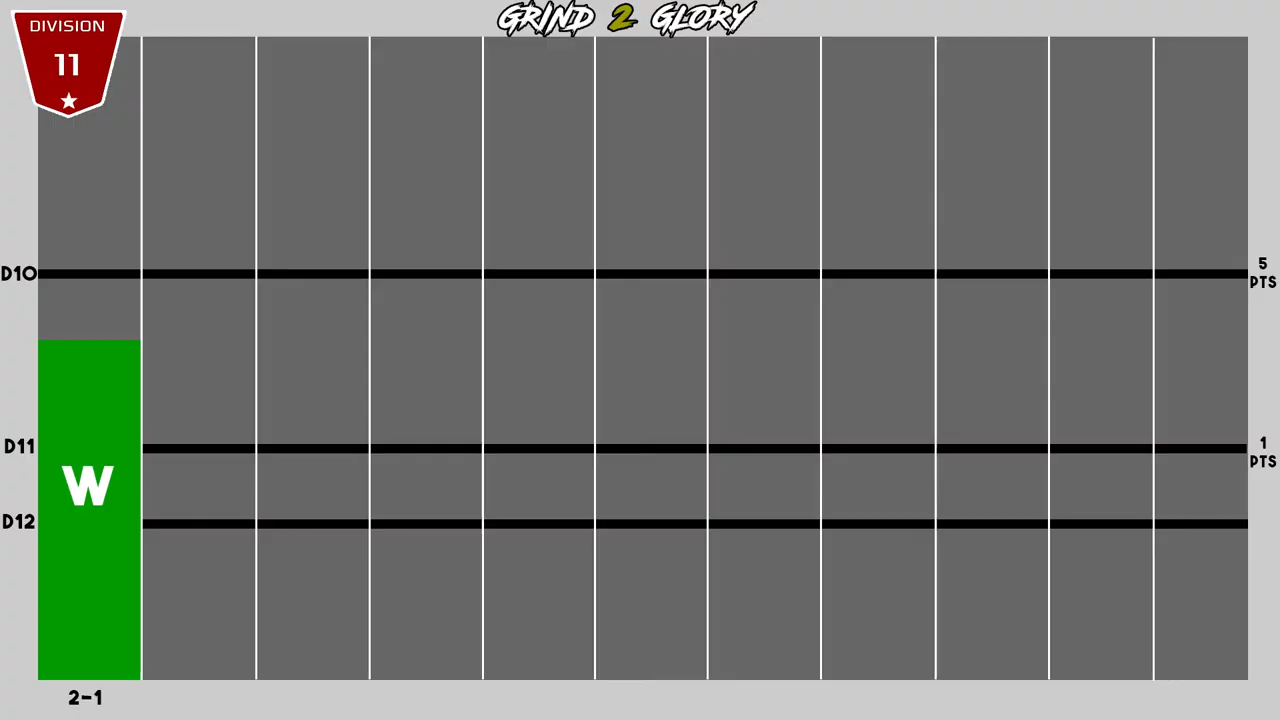 GRIND 2 GLORY
DIVISION
11
D10
5
PTS
D11
1
PTS
W
D12
2-1